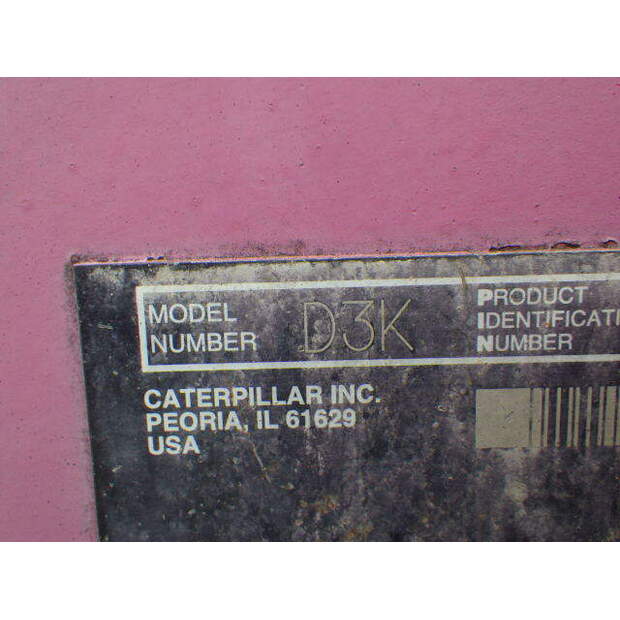 MODEL
NUMBER
D3K
PRODUCT
IDENTIFICATI
NUMBER
CATERPILLAR INC.
PEORIA, IL 61629
USA